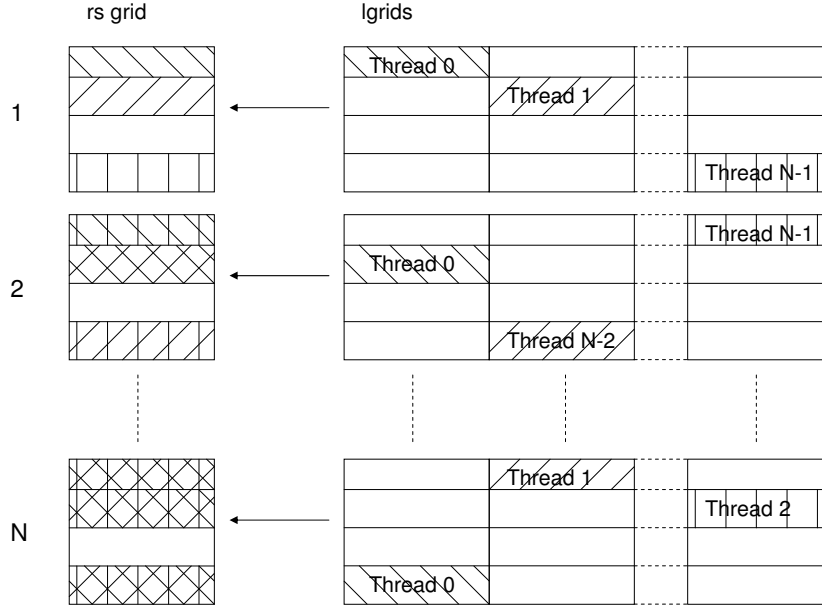 rs grid lgrids
1
Thread 0
Thread 1
Thread N-1
2
Thread N-1
Thread 0
Thread N-2
N
Thread 1
Thread 2
Thread 0